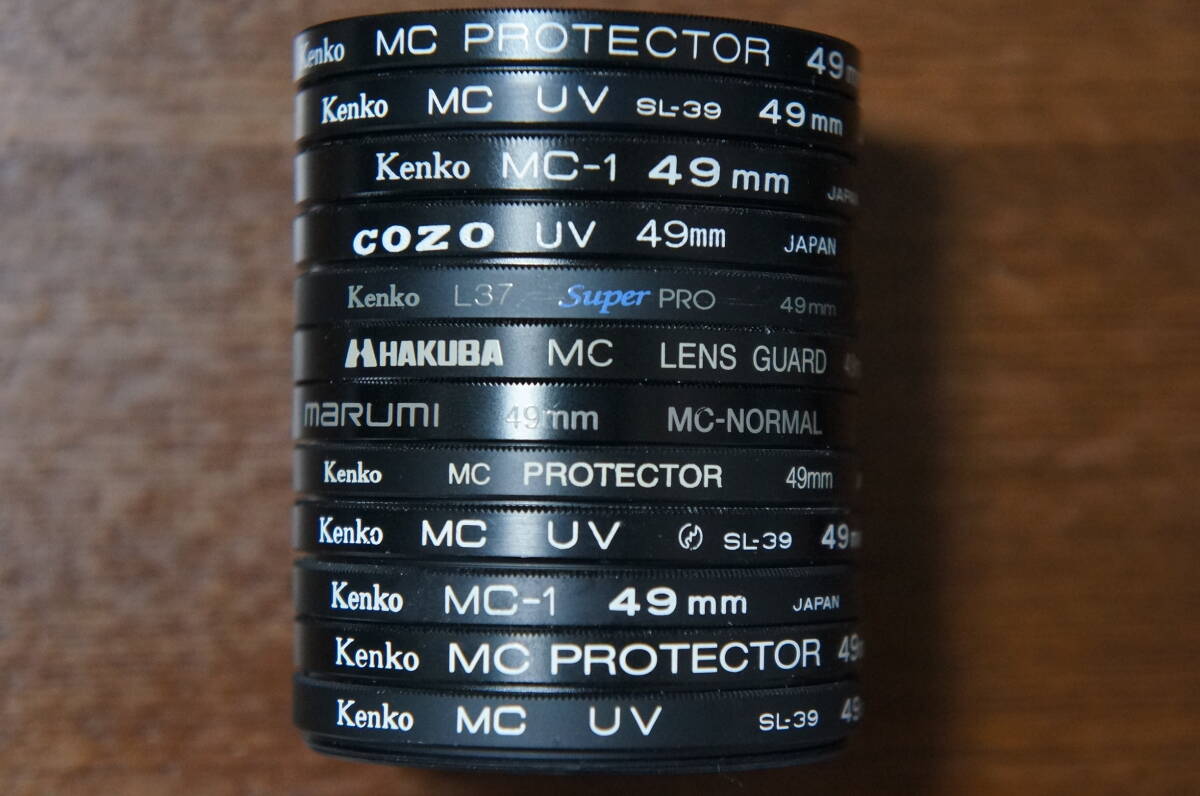 Kenko MC PROTECTOR 49mm
Kenko MC UV SL-39 49mm
Kenko MC-1 49mm JAPAN
COZO UV 49mm JAPAN
Kenko L37 Super PRO 49mm
HAKUBA MC LENS GUARD
marumi 49mm MC-NORMAL
Kenko MC PROTECTOR 49mm
Kenko MC UV SL-39 49mm
Kenko MC-1 49mm JAPAN
Kenko MC PROTECTOR 49
Kenko MC UV SL-39 49